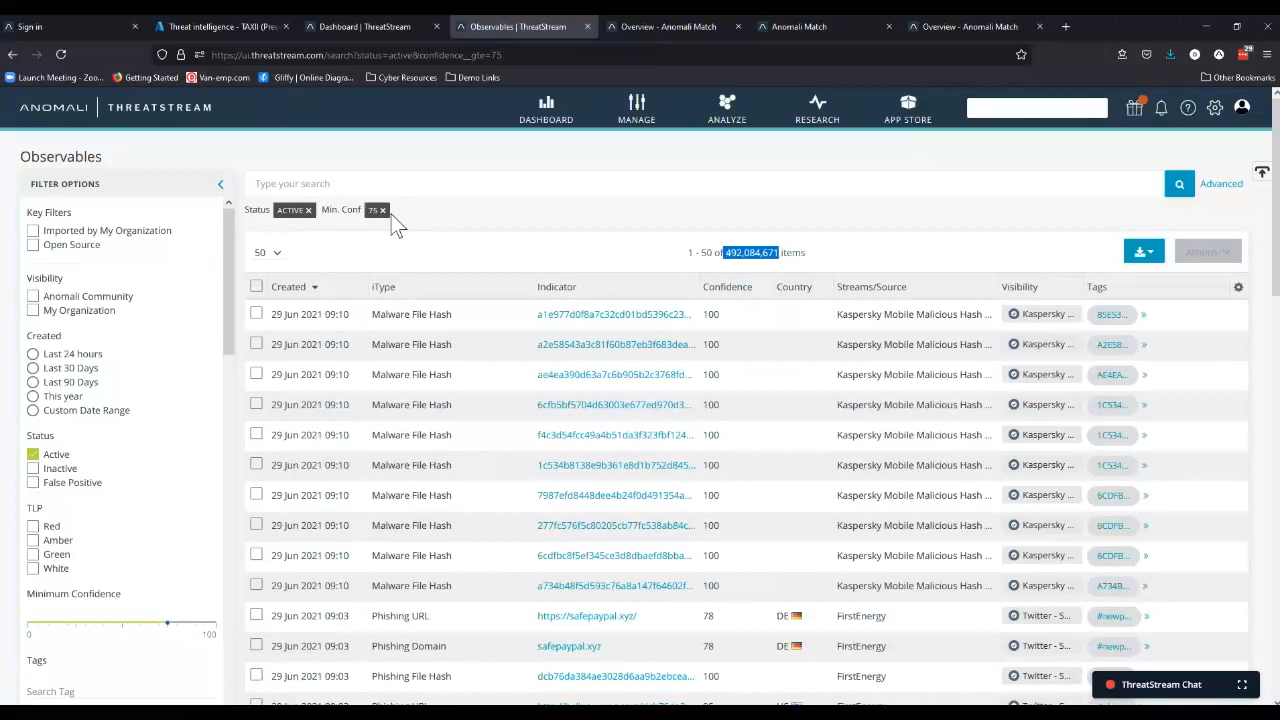 Sign in
Threat intelligence - TAXII (Prev
Dashboard | ThreatStream
Observables | ThreatStream
Overview - Anomali Match
Anomali Match
Overview - Anomali Match
https://ui.threatstream.com/search?status=active&confidence__gte=75
29
Launch Meeting - Zoo...
Getting Started
Van-emp.com
Gliffy | Online Diagra...
Cyber Resources
Demo Links
Other Bookmarks
ANOMALI | THREATSTREAM
DASHBOARD
MANAGE
ANALYZE
RESEARCH
APP STORE
Observables
FILTER OPTIONS
Key Filters
Imported by My Organization
Open Source
Visibility
Anomali Community
My Organization
Created
Last 24 hours
Last 30 Days
Last 90 Days
This year
Custom Date Range
Status
Active
Inactive
False Positive
TLP
Red
Amber
Green
White
Minimum Confidence
0 100
Tags
Search Tag
Type your search
Advanced
Status ACTIVE × Min. Conf 75 ×
50
1 - 50 of 492,084,671 items
Actions
Created iType Indicator Confidence Country Streams/Source Visibility Tags
29 Jun 2021 09:10 Malware File Hash a1e977d0f8a7c32cd01bd5396c23... 100 Kaspersky Mobile Malicious Hash ... Kaspersky ... 85E53... »
29 Jun 2021 09:10 Malware File Hash a2e58543a3c81f60b87eb3f683dea... 100 Kaspersky Mobile Malicious Hash ... Kaspersky ... A2E58... »
29 Jun 2021 09:10 Malware File Hash ae4ea390d63a7c6b905b2c3768fd... 100 Kaspersky Mobile Malicious Hash ... Kaspersky ... AE4EA... »
29 Jun 2021 09:10 Malware File Hash 6cfb5bf5704d63003e677ed970d3... 100 Kaspersky Mobile Malicious Hash ... Kaspersky ... 1C534... »
29 Jun 2021 09:10 Malware File Hash f4c3d54fcc49a4b51da3f323fbf124... 100 Kaspersky Mobile Malicious Hash ... Kaspersky ... 1C534... »
29 Jun 2021 09:10 Malware File Hash 1c534b8138e9b361e8d1b752d845... 100 Kaspersky Mobile Malicious Hash ... Kaspersky ... 1C534... »
29 Jun 2021 09:10 Malware File Hash 7987efd8448dee4b24f0d491354a... 100 Kaspersky Mobile Malicious Hash ... Kaspersky ... 6CDFB... »
29 Jun 2021 09:10 Malware File Hash 277fc576f5c80205cb77fc538ab84c... 100 Kaspersky Mobile Malicious Hash ... Kaspersky ... 6CDFB... »
29 Jun 2021 09:10 Malware File Hash 6cdfbc8f5ef345ce3d8dbaefd8bba... 100 Kaspersky Mobile Malicious Hash ... Kaspersky ... 6CDFB... »
29 Jun 2021 09:10 Malware File Hash a734b48f5d593c76a8a147f64602f... 100 Kaspersky Mobile Malicious Hash ... Kaspersky ... A734B... »
29 Jun 2021 09:03 Phishing URL https://safepaypal.xyz/ 78 DE FirstEnergy Twitter - S... #newp... »
29 Jun 2021 09:03 Phishing Domain safepaypal.xyz 78 DE FirstEnergy Twitter - S... #newp... »
29 Jun 2021 09:03 Phishing File Hash dcb76da384ae3028d6aa9b2ebcea... FirstEnergy Twitter - S...
ThreatStream Chat